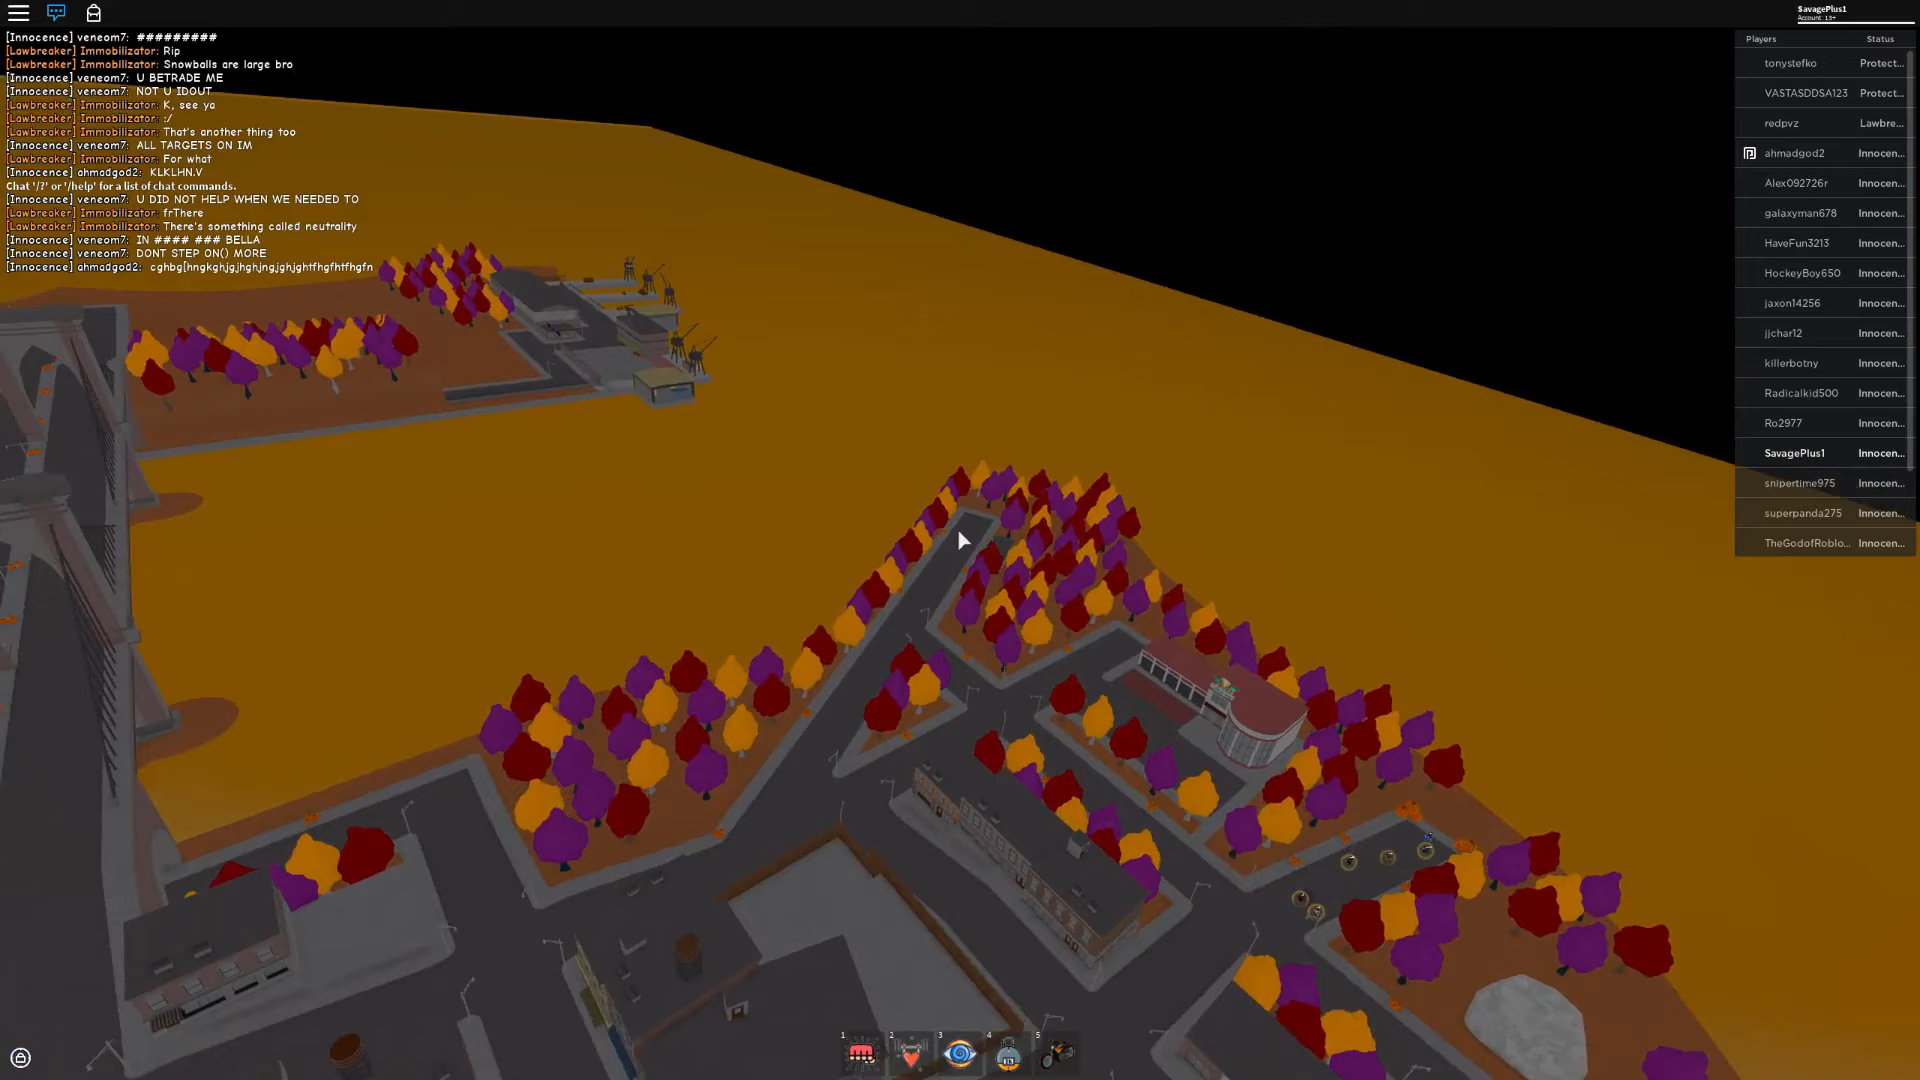 SavagePlus1
Account: 13+
[Innocence] veneom7: #########
[Lawbreaker] Immobilizator: Rip
[Lawbreaker] Immobilizator: Snowballs are large bro
[Innocence] veneom7: U BETRADE ME
[Innocence] veneom7: NOT U IDOUT
[Lawbreaker] Immobilizator: K, see ya
[Lawbreaker] Immobilizator: :/
[Lawbreaker] Immobilizator: That's another thing too
[Innocence] veneom7: ALL TARGETS ON IM
[Lawbreaker] Immobilizator: For what
[Innocence] ahmadgod2: KLKLHN.V
Chat '/?' or '/help' for a list of chat commands.
[Innocence] veneom7: U DID NOT HELP WHEN WE NEEDED TO
[Lawbreaker] Immobilizator: frThere
[Lawbreaker] Immobilizator: There's something called neutrality
[Innocence] veneom7: IN #### ### BELLA
[Innocence] veneom7: DONT STEP ON() MORE
[Innocence] ahmadgod2: cghbg[hngkghjgjhghjngjghjghtfhgfhtfhgfn
Players Status
tonystefko Protect...
VASTASDDSA123 Protect...
redpvz Lawbre...
ahmadgod2 Innocen...
Alex092726r Innocen...
galaxyman678 Innocen...
HaveFun3213 Innocen...
HockeyBoy650 Innocen...
jaxon14256 Innocen...
jjchar12 Innocen...
killerbotny Innocen...
Radicalkid500 Innocen...
Ro2977 Innocen...
SavagePlus1 Innocen...
snipertime975 Innocen...
superpanda275 Innocen...
TheGodofRoblo... Innocen...
1 2 3 4 5